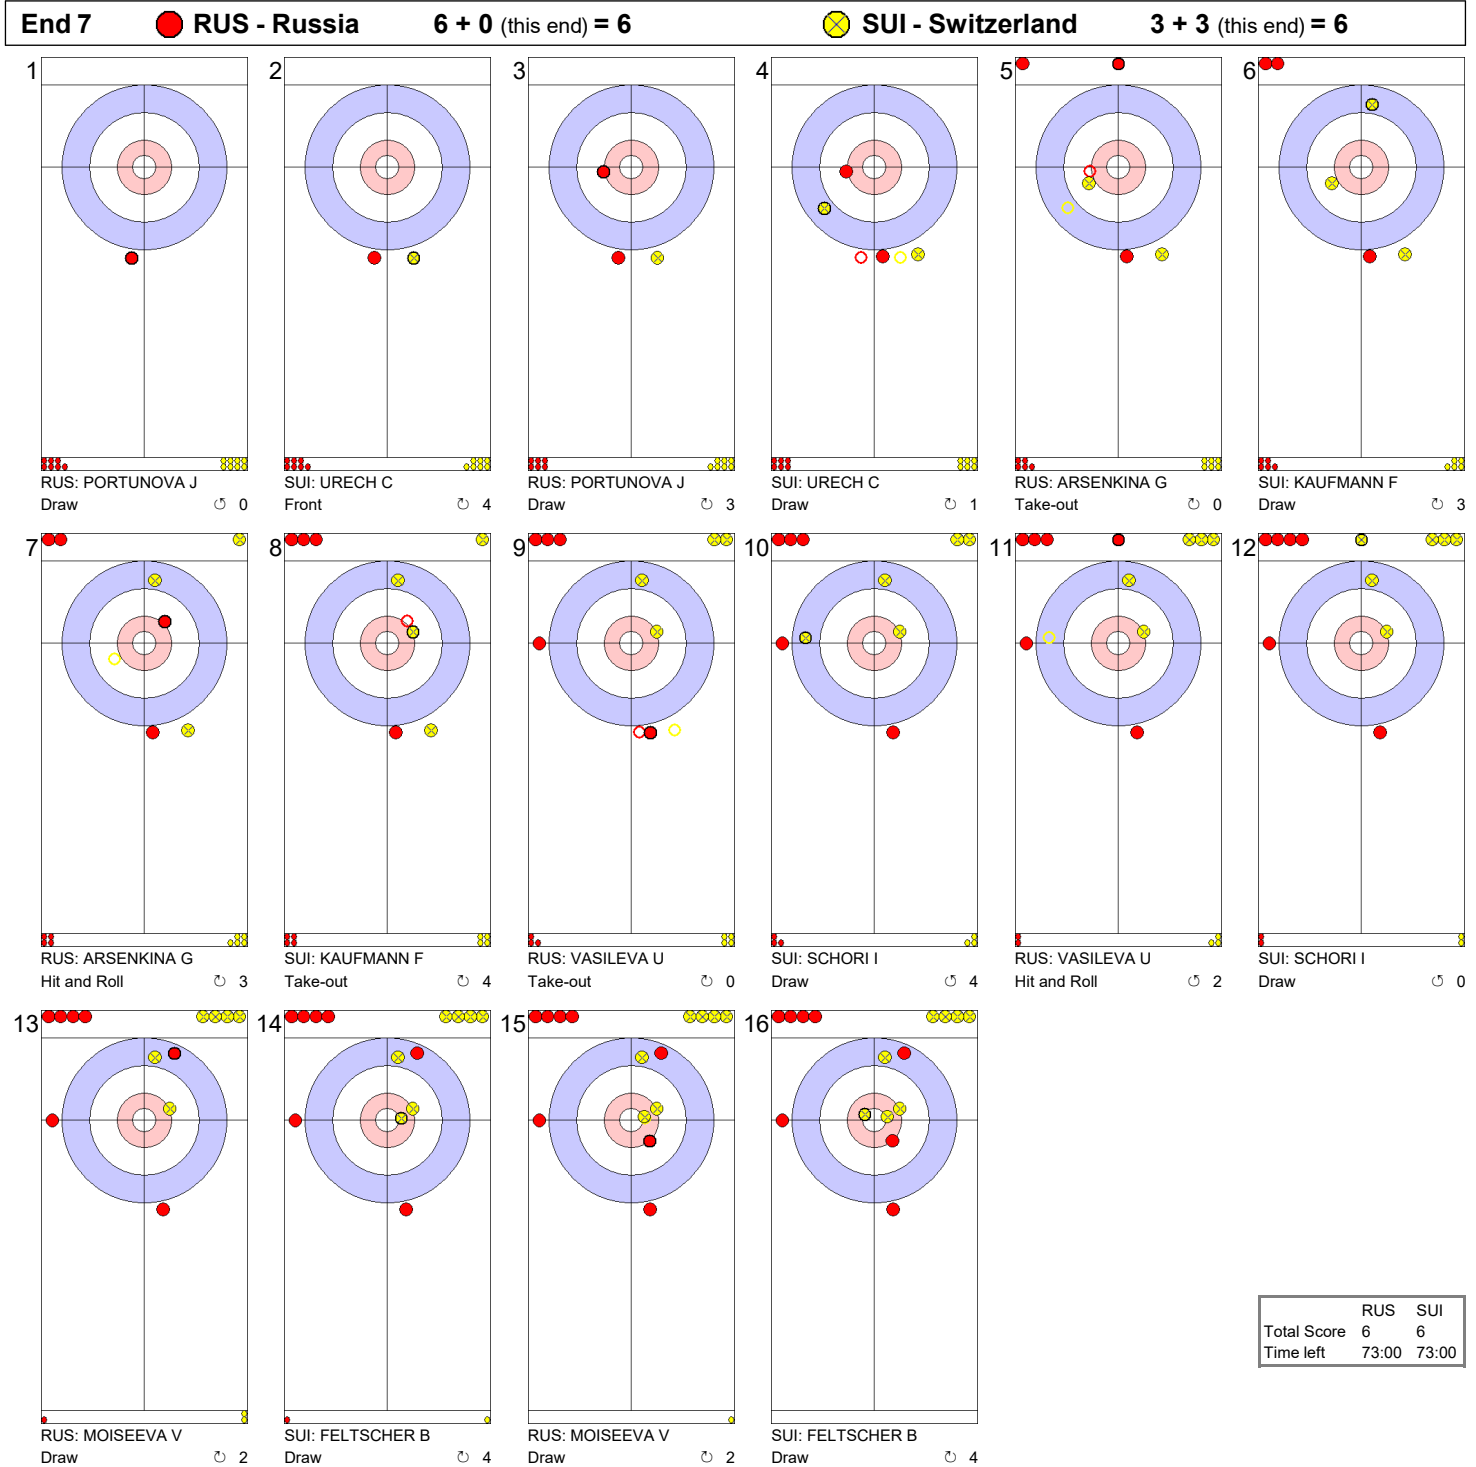 End 7 RUS - Russia 6 + 0 (this end) = 6 SUI - Switzerland 3 + 3 (this end) = 6
1 2 3 4 5 6
RUS: PORTUNOVA J SUI: URECH C RUS: PORTUNOVA J SUI: URECH C RUS: ARSENKINA G SUI: KAUFMANN F
Draw ↺ 0 Front ↻ 4 Draw ↻ 3 Draw ↻ 1 Take-out ↻ 0 Draw ↻ 3
7 8 9 10 11 12
RUS: ARSENKINA G SUI: KAUFMANN F RUS: VASILEVA U SUI: SCHORI I RUS: VASILEVA U SUI: SCHORI I
Hit and Roll ↻ 3 Take-out ↻ 4 Take-out ↻ 0 Draw ↺ 4 Hit and Roll ↺ 2 Draw ↺ 0
13 14 15 16
RUS: MOISEEVA V SUI: FELTSCHER B RUS: MOISEEVA V SUI: FELTSCHER B
Draw ↻ 2 Draw ↻ 4 Draw ↻ 2 Draw ↻ 4
RUS SUI
Total Score 6 6
Time left 73:00 73:00